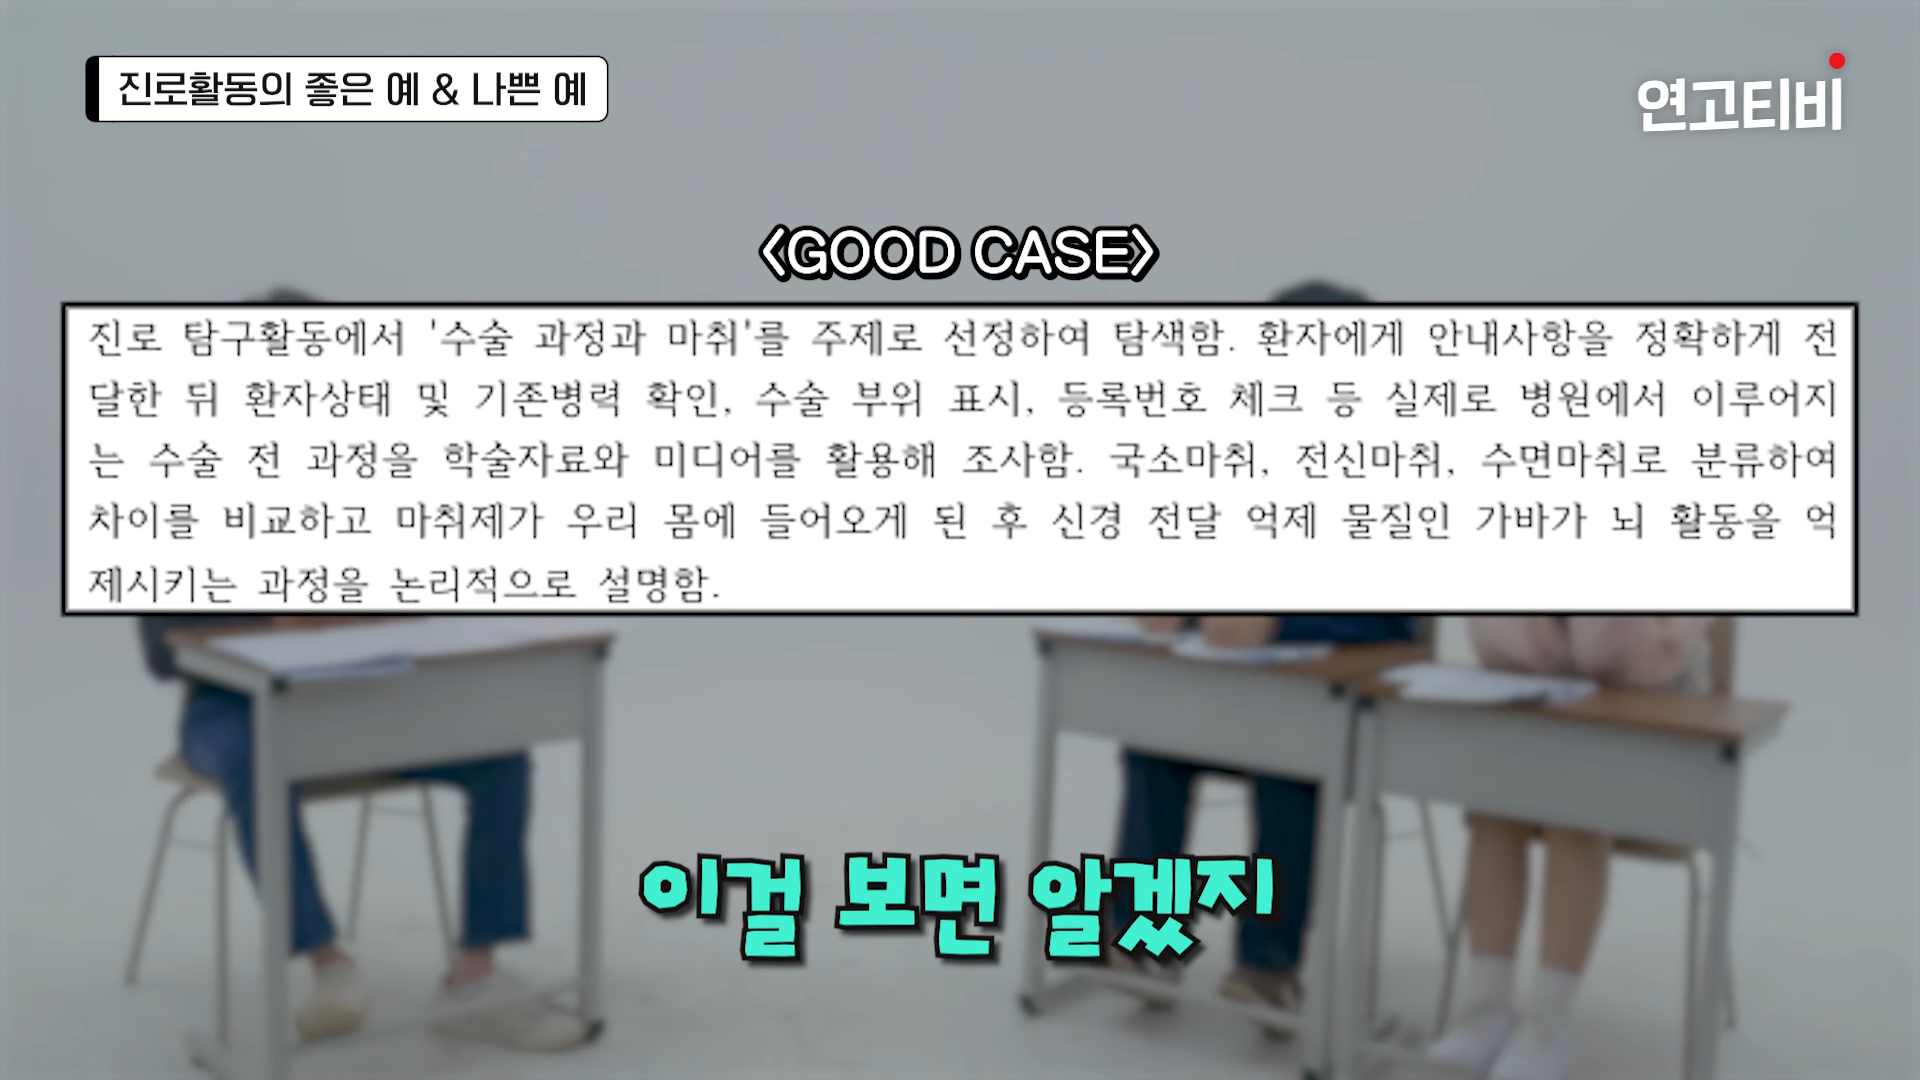 진로활동의 좋은 예 & 나쁜 예
연고티비
<GOOD CASE>
진로 탐구활동에서 '수술 과정과 마취'를 주제로 선정하여 탐색함. 환자에게 안내사항을 정확하게 전
달한 뒤 환자상태 및 기존병력 확인, 수술 부위 표시, 등록번호 체크 등 실제로 병원에서 이루어지
는 수술 전 과정을 학술자료와 미디어를 활용해 조사함. 국소마취, 전신마취, 수면마취로 분류하여
차이를 비교하고 마취제가 우리 몸에 들어오게 된 후 신경 전달 억제 물질인 가바가 뇌 활동을 억
제시키는 과정을 논리적으로 설명함.
이걸 보면 알겠지